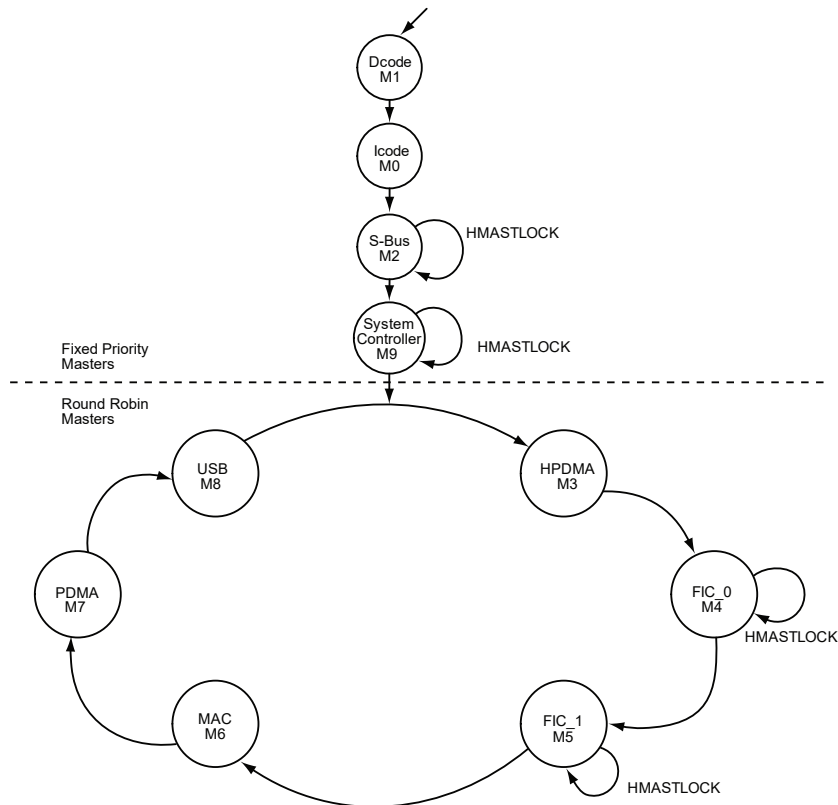 Dcode
M1
Icode
M0
S-Bus
M2
HMASTLOCK
System
Controller
M9
HMASTLOCK
Fixed Priority
Masters
Round Robin
Masters
USB
M8
HPDMA
M3
PDMA
M7
FIC_0
M4
HMASTLOCK
MAC
M6
FIC_1
M5
HMASTLOCK